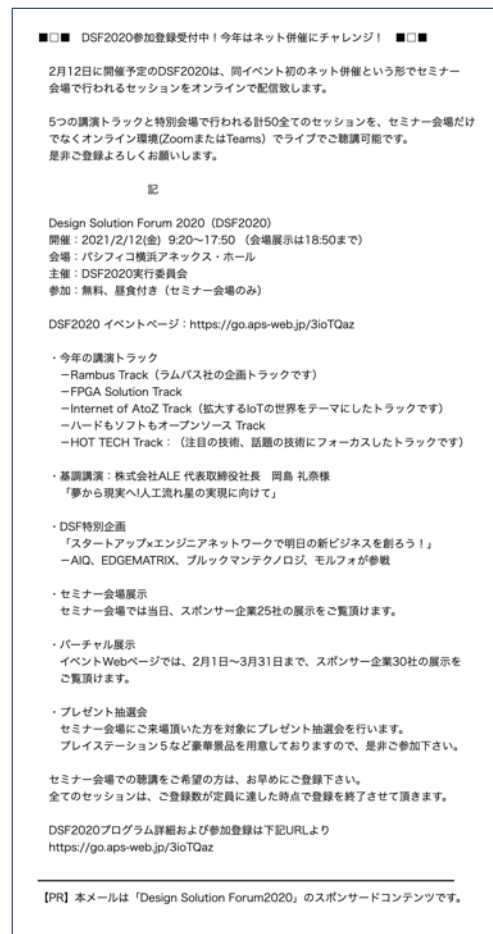 ■□■ DSF2020参加登録受付中！今年はネット併催にチャレンジ！ ■□■
2月12日に開催予定のDSF2020は、同イベント初のネット併催という形でセミナー
会場で行われるセッションをオンラインで配信致します。
5つの講演トラックと特別会場で行われる計50全てのセッションを、セミナー会場だけ
でなくオンライン環境(ZoomまたはTeams）でライブでご聴講可能です。
是非ご登録よろしくお願いします。
記
Design Solution Forum 2020（DSF2020）
開催：2021/2/12(金) 9:20〜17:50 （会場展示は18:50まで）
会場：パシフィコ横浜アネックス・ホール
主催：DSF2020実行委員会
参加：無料、昼食付き（セミナー会場のみ）
DSF2020 イベントページ：https://go.aps-web.jp/3ioTQaz
・今年の講演トラック
−Rambus Track（ラムバス社の企画トラックです）
−FPGA Solution Track
−Internet of AtoZ Track（拡大するIoTの世界をテーマにしたトラックです）
−ハードもソフトもオープンソース Track
−HOT TECH Track：（注目の技術、話題の技術にフォーカスしたトラックです）
・基調講演：株式会社ALE 代表取締役社長 岡島 礼奈様
「夢から現実へ!人工流れ星の実現に向けて」
・DSF特別企画
「スタートアップ×エンジニアネットワークで明日の新ビジネスを創ろう！」
−AIQ、EDGEMATRIX、ブルックマンテクノロジ、モルフォが参戦
・セミナー会場展示
セミナー会場では当日、スポンサー企業25社の展示をご覧頂けます。
・バーチャル展示
イベントWebページでは、2月1日〜3月31日まで、スポンサー企業30社の展示を
ご覧頂けます。
・プレゼント抽選会
セミナー会場にご来場頂いた方を対象にプレゼント抽選会を行います。
プレイステーション５など豪華景品を用意しておりますので、是非ご参加下さい。
セミナー会場での聴講をご希望の方は、お早めにご登録下さい。
全てのセッションは、ご登録数が定員に達した時点で登録を終了させて頂きます。
DSF2020プログラム詳細および参加登録は下記URLより
https://go.aps-web.jp/3ioTQaz
【PR】本メールは「Design Solution Forum2020」のスポンサードコンテンツです。